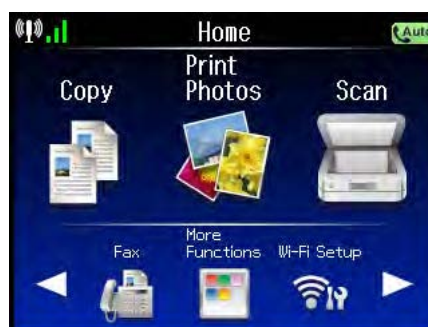 Home
Auto
Print
Photos
Copy
Scan
More
Functions
Fax
Wi-Fi Setup